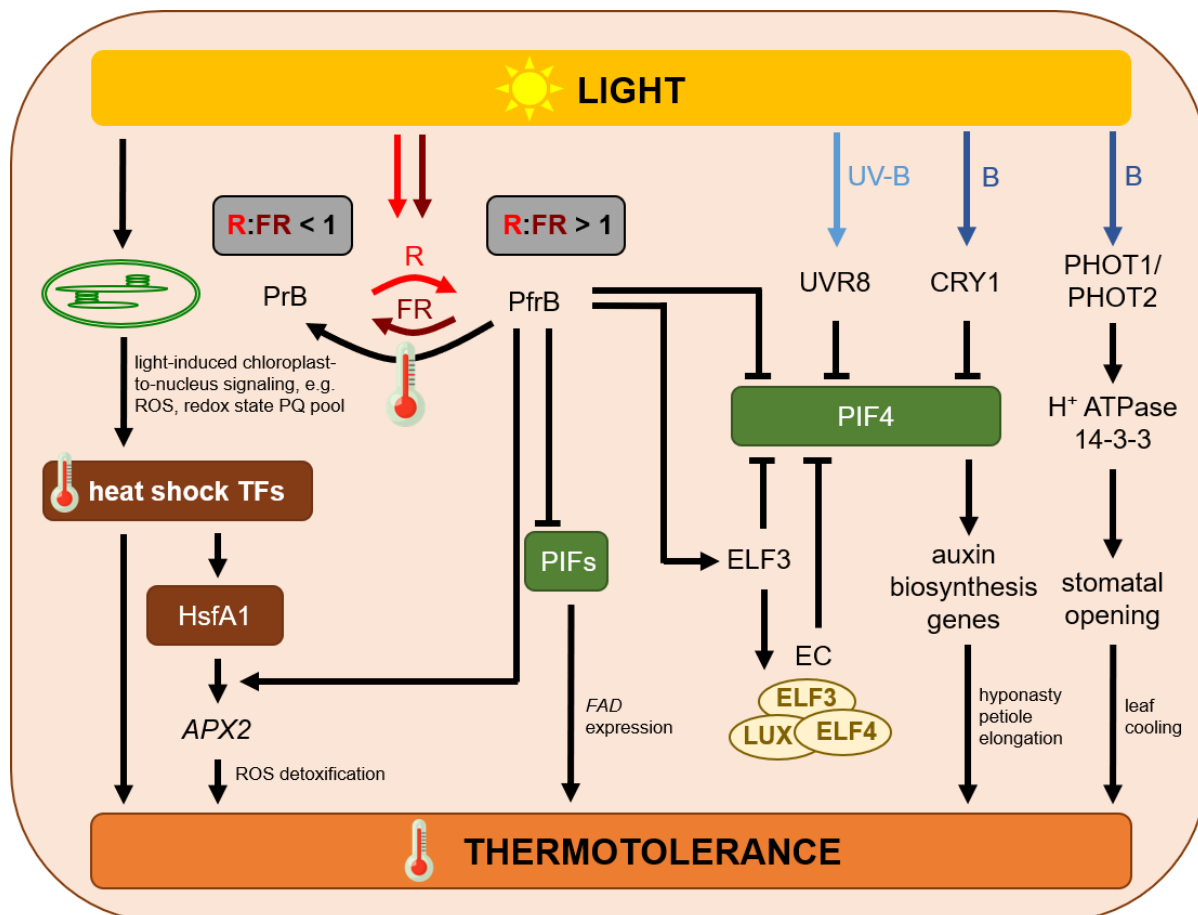 LIGHT
UV-B
B
B
R:FR < 1
R:FR > 1
R
FR
PrB
PfrB
UVR8
CRY1
PHOT1/
PHOT2
light-induced chloroplast-
to-nucleus signaling, e.g.
ROS, redox state PQ pool
PIF4
H⁺ ATPase
14-3-3
heat shock TFs
PIFs
ELF3
auxin
biosynthesis
genes
stomatal
opening
HsfA1
EC
ELF3
LUX
ELF4
APX2
FAD
expression
hyponasty
petiole
elongation
leaf
cooling
ROS detoxification
THERMOTOLERANCE